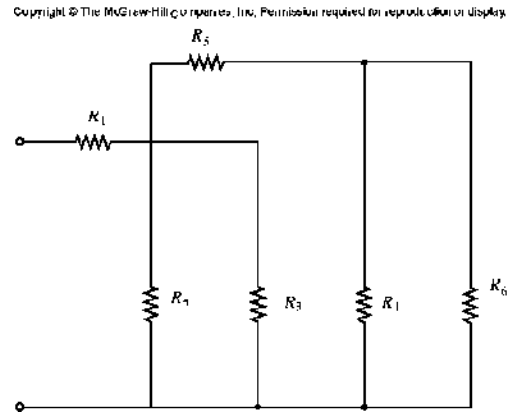 Copyright © The McGraw-Hill Companies, Inc. Permission required for reproduction or display.
R5
R1
R3
R6